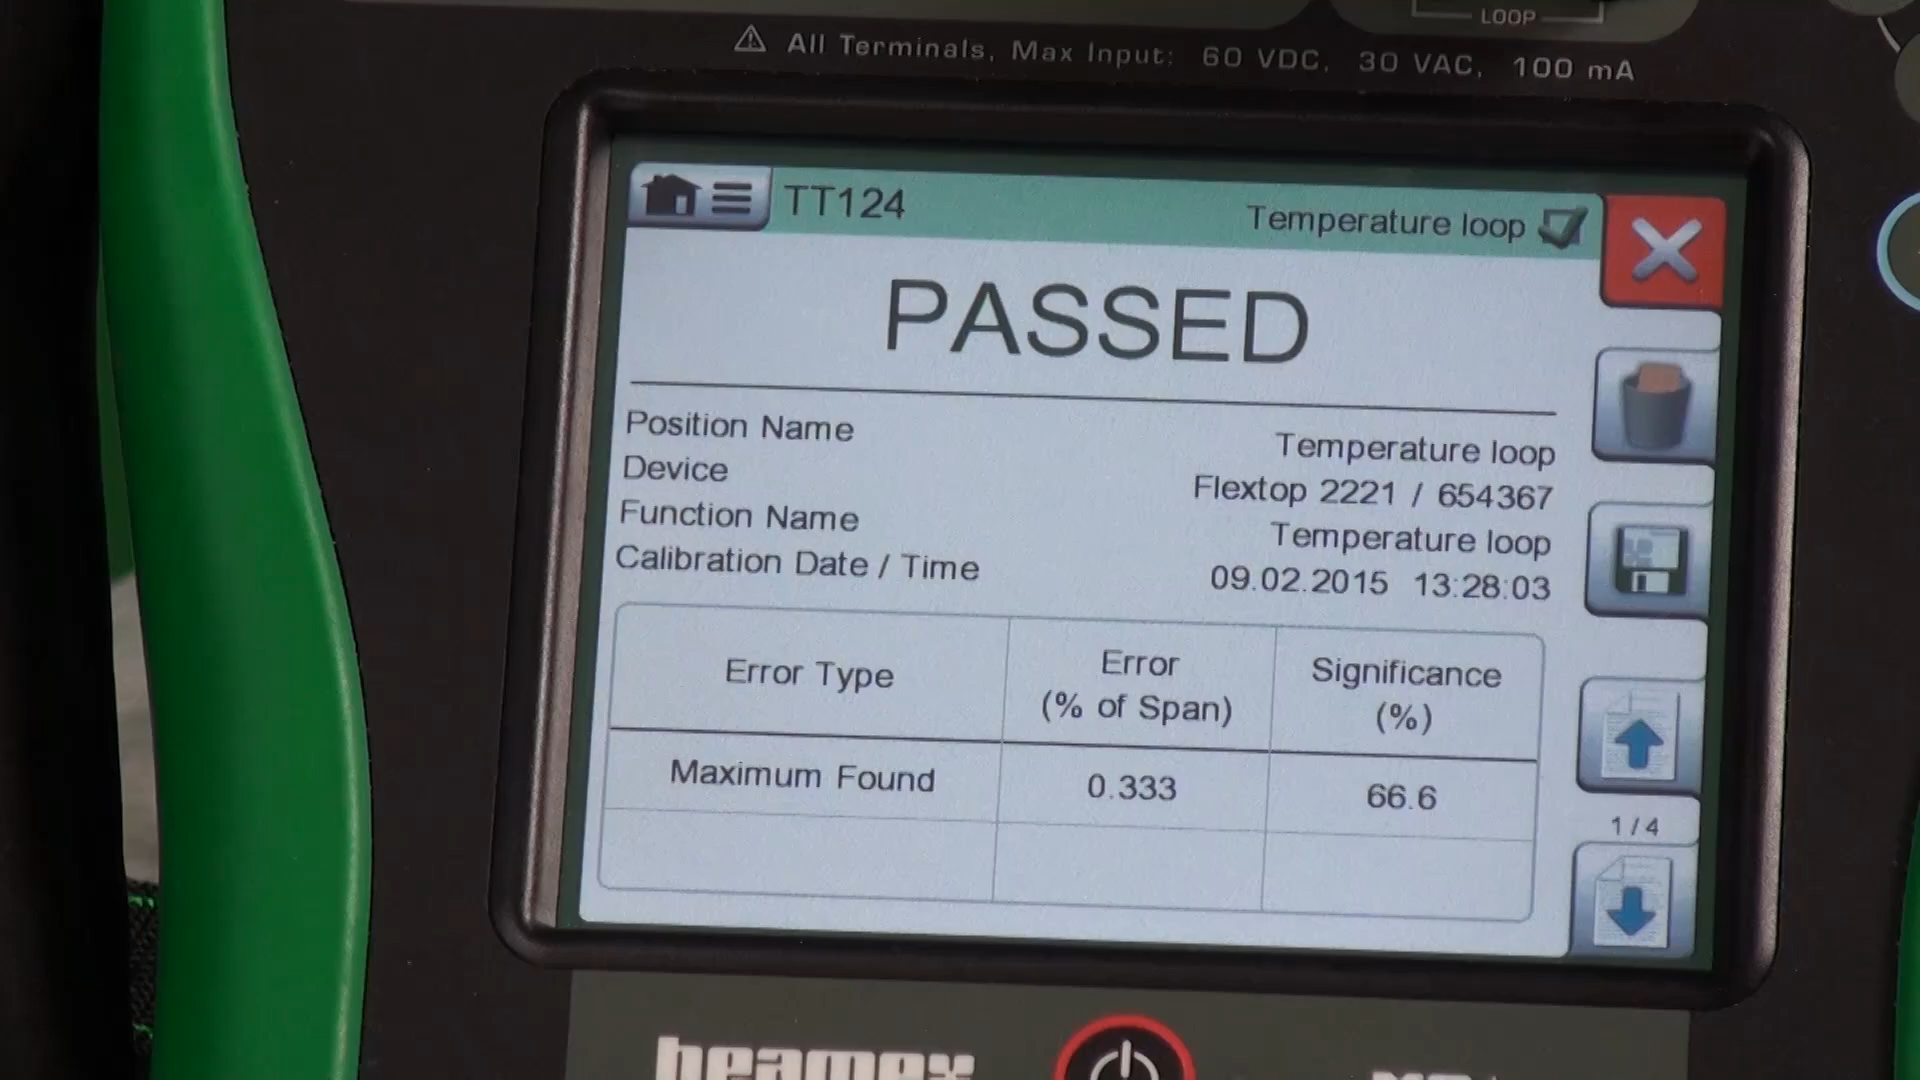 LOOP
All Terminals, Max Input: 60 VDC, 30 VAC, 100 mA
TT124 Temperature loop
PASSED
Position Name Temperature loop
Device Flextop 2221 / 654367
Function Name Temperature loop
Calibration Date / Time 09.02.2015 13:28:03
Error Type Error (% of Span) Significance (%)
Maximum Found 0.333 66.6
1 / 4
beamex